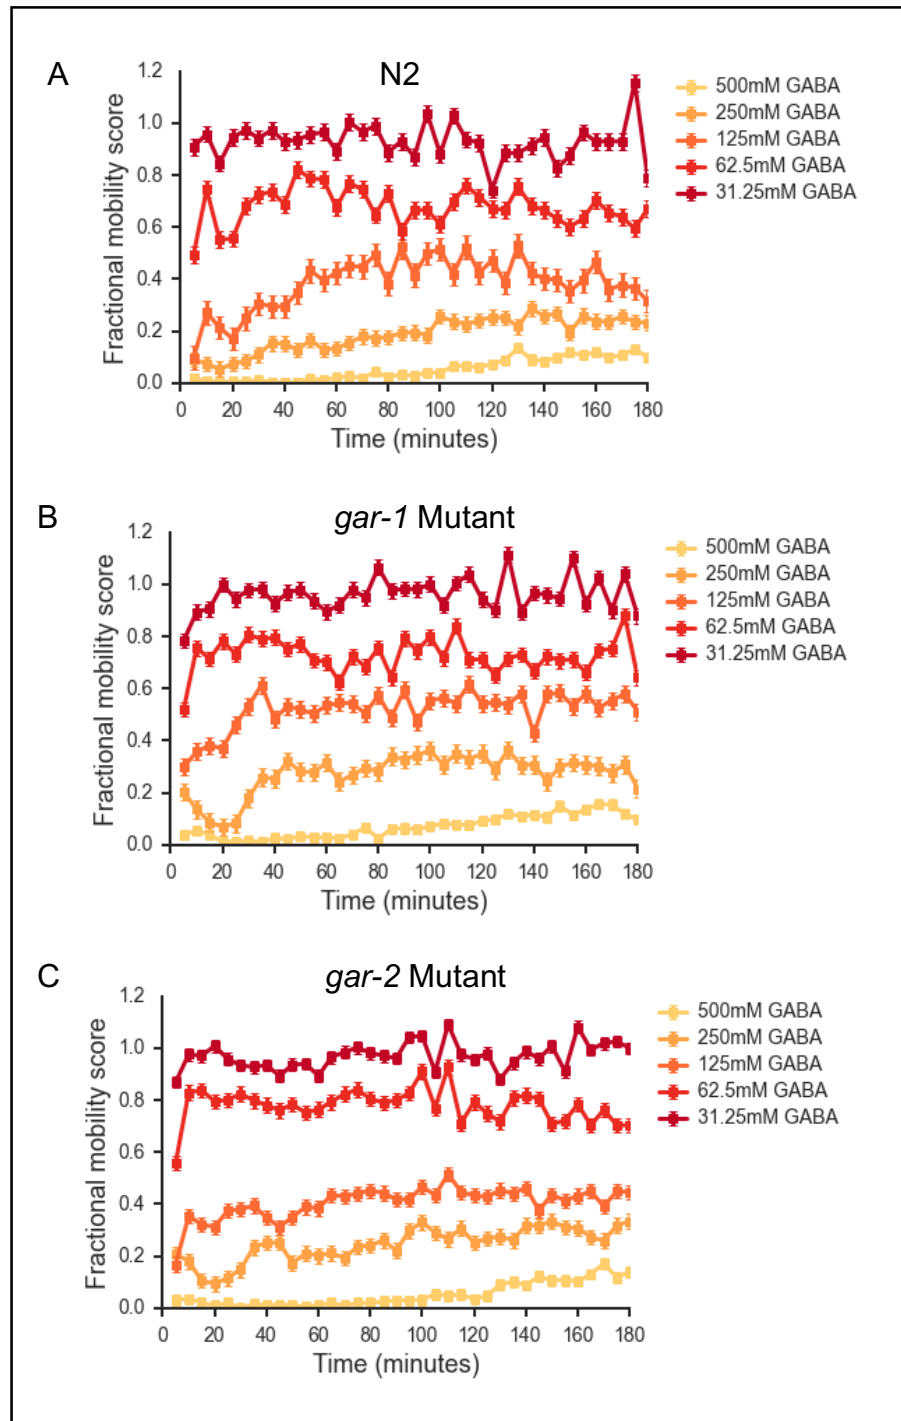 A
N2
1.2
1.0
0.8
0.6
0.4
0.2
0.0
Fractional mobility score
0 20 40 60 80 100 120 140 160 180
Time (minutes)
500mM GABA
250mM GABA
125mM GABA
62.5mM GABA
31.25mM GABA
B
gar-1 Mutant
1.2
1.0
0.8
0.6
0.4
0.2
0.0
Fractional mobility score
0 20 40 60 80 100 120 140 160 180
Time (minutes)
500mM GABA
250mM GABA
125mM GABA
62.5mM GABA
31.25mM GABA
C
gar-2 Mutant
1.2
1.0
0.8
0.6
0.4
0.2
0.0
Fractional mobility score
0 20 40 60 80 100 120 140 160 180
Time (minutes)
500mM GABA
250mM GABA
125mM GABA
62.5mM GABA
31.25mM GABA